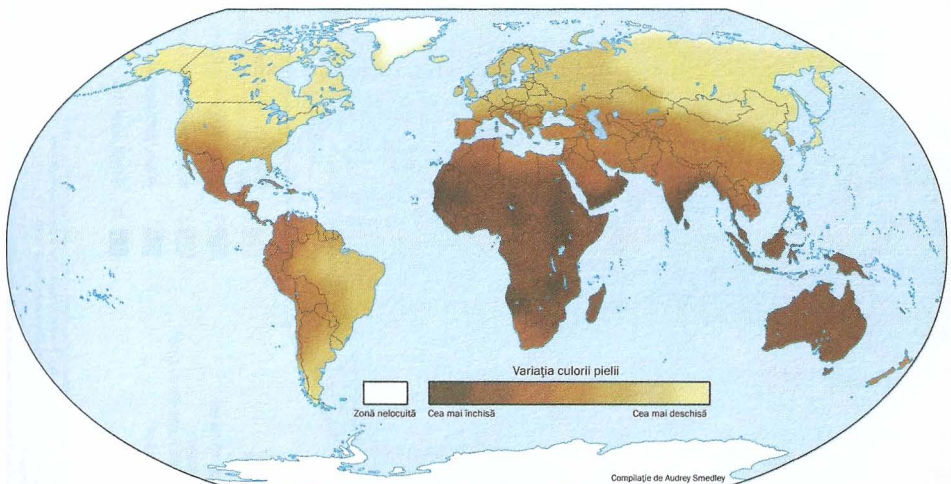 Variația culorii pielii
Zonă nelocuită
Cea mai închisă
Cea mai deschisă
Compilație de Audrey Smedley